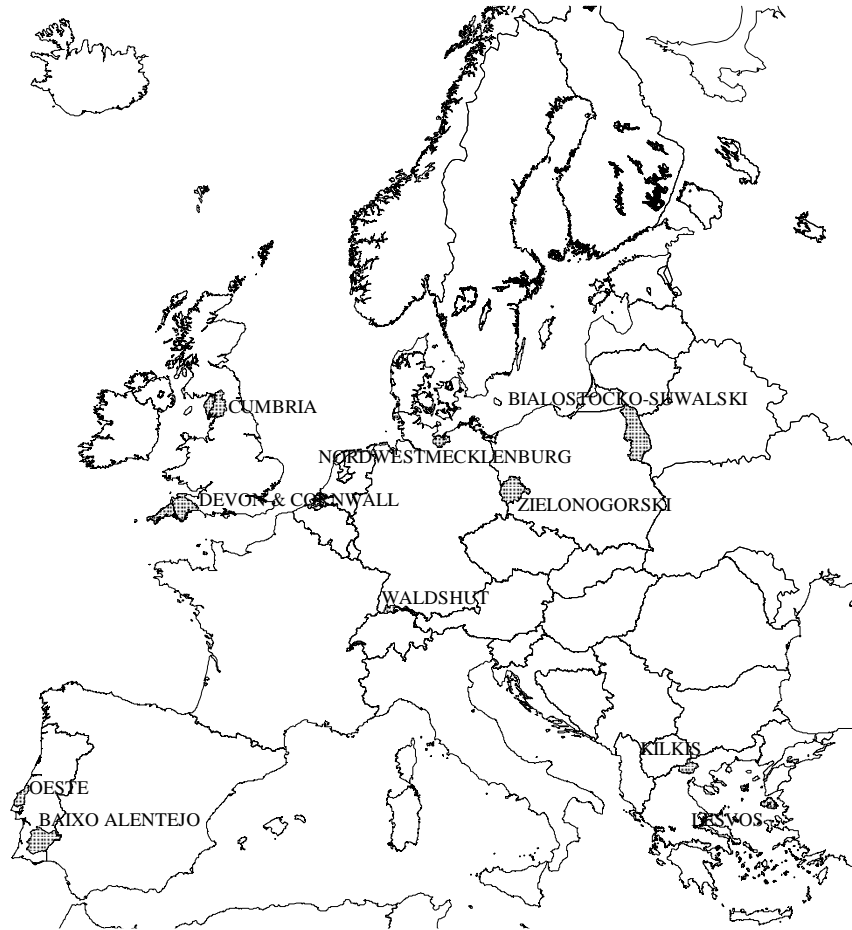 BIALOSTOCKO-SUWALSKI
CUMBRIA
NORDWESTMECKLENBURG
DEVON & CORNWALL
ZIELONOGORSKI
WALDSHUT
KILKIS
OESTE
BAIXO ALENTEJO
LESVOS